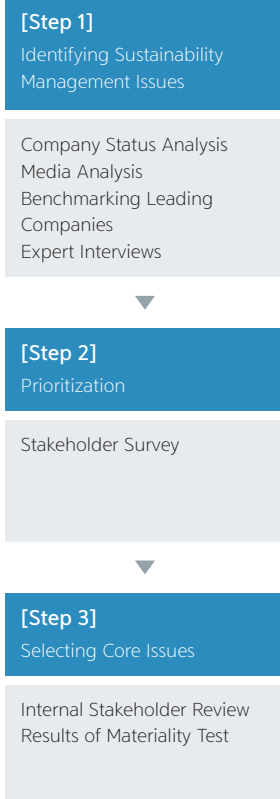 [Step 1]
Identifying Sustainability
Management Issues
Company Status Analysis
Media Analysis
Benchmarking Leading
Companies
Expert Interviews
[Step 2]
Prioritization
Stakeholder Survey
[Step 3]
Selecting Core Issues
Internal Stakeholder Review
Results of Materiality Test